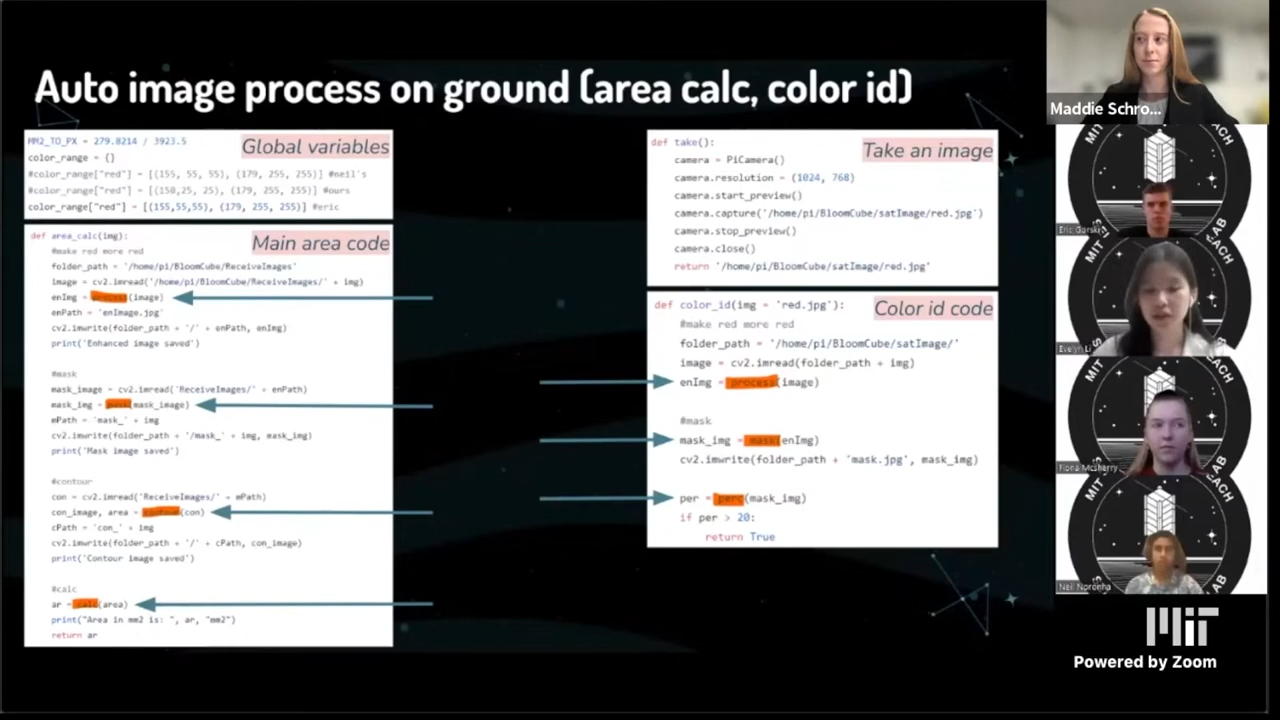 Auto image process on ground (area calc, color id)
MM2_TO_PX = 279.8214 / 3923.5
Global variables
color_range = {}
#color_range["red"] = [(155, 55, 55), (179, 255, 255)] #neil's
#color_range["red"] = [(150,25, 25), (179, 255, 255)] #ours
color_range["red"] = [(155,55,55), (179, 255, 255)] #eric
def area_calc(img):
Main area code
#make red more red
folder_path = '/home/pi/BloomCube/ReceiveImages'
image = cv2.imread('/home/pi/BloomCube/ReceiveImages/' + img)
enImg = process(image)
enPath = 'enImage.jpg'
cv2.imwrite(folder_path + '/' + enPath, enImg)
print('Enhanced image saved')
#mask
mask_image = cv2.imread('ReceiveImages/' + enPath)
mask_img = mask(mask_image)
mPath = 'mask_' + img
cv2.imwrite(folder_path + '/mask_' + img, mask_img)
print('Mask image saved')
#contour
con = cv2.imread('ReceiveImages/' + mPath)
con_image, area = contour(con)
cPath = 'con_' + img
cv2.imwrite(folder_path + '/' + cPath, con_image)
print('Contour image saved')
#calc
ar = calc(area)
print("Area in mm2 is: ", ar, "mm2")
return ar
def take():
Take an image
camera = PiCamera()
camera.resolution = (1024, 768)
camera.start_preview()
camera.capture('/home/pi/BloomCube/satImage/red.jpg')
camera.stop_preview()
camera.close()
return '/home/pi/BloomCube/satImage/red.jpg'
def color_id(img = 'red.jpg'):
Color id code
#make red more red
folder_path = '/home/pi/BloomCube/satImage/'
image = cv2.imread(folder_path + img)
enImg = process(image)
#mask
mask_img = mask(enImg)
cv2.imwrite(folder_path + 'mask.jpg', mask_img)
per = perc(mask_img)
if per > 20:
return True
Maddie Schro...
Evelyn Li
Fiona McSherry
Neil Noronha
MIT
Powered by Zoom